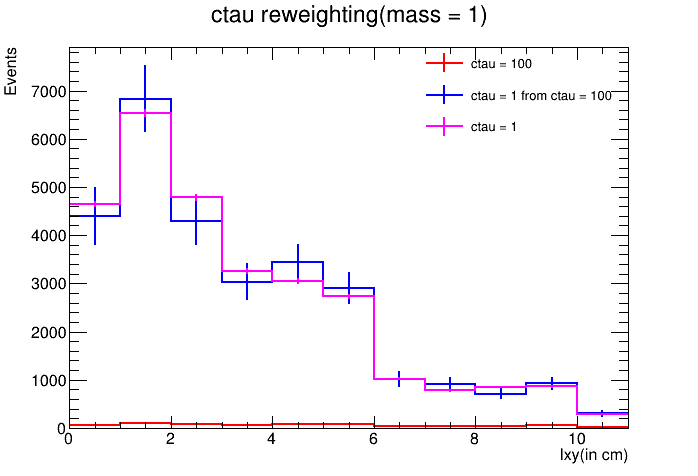 ctau reweighting(mass = 1)
Events
ctau = 100
ctau = 1 from ctau = 100
ctau = 1
7000
6000
5000
4000
3000
2000
1000
0
0 2 4 6 8 10
lxy(in cm)